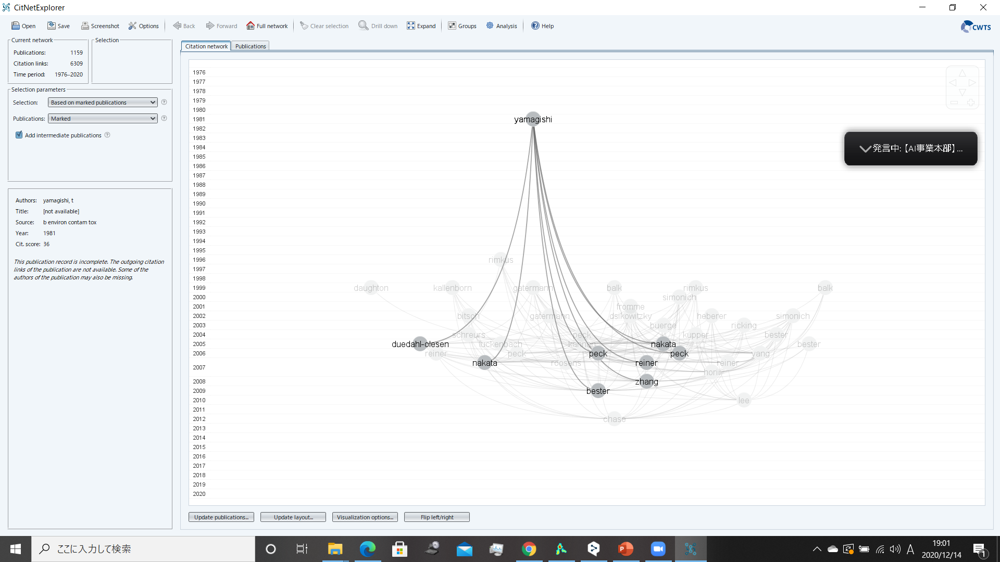 CitNetExplorer
Open Save Screenshot Options Back Forward Full network Clear selection Drill down Expand Groups Analysis Help
CWTS
Current network
Publications: 1159
Citation links: 6309
Time period: 1976–2020
Selection
Selection parameters
Selection: Based on marked publications
Publications: Marked
Add intermediate publications
Authors: yamagishi, t
Title: [not available]
Source: b environ contam tox
Year: 1981
Cit. score: 36
This publication record is incomplete. The outgoing citation
links of the publication are not available. Some of the
authors of the publication may also be missing.
Citation network Publications
1976
1977
1978
1979
1980
1981 yamagishi
1982
1983
1984
発言中: 【AI事業本部】...
1985
1986
1987
1988
1989
1990
1991
1992
1993
1994
1995
1996 rimkus
1997
1998
1999 daughton kallenborn gatermann balk rimkus balk
2000 simonich
2001 fromme
2002 bitsch gatermann dsikowitzky heberer simonich
2003 buerge ricking
2004 schreurs peck kupper bester
2005 duedahl-olesen luckenbach kannan nakata bester
2006 reiner peck peck peck yang
nakata roosens reiner reiner
2007
horii
2008 zhang
2009 bester
2010 lee
2011
2012 chase
2013
2014
2015
2016
2017
2018
2019
2020
Update publications... Update layout... Visualization options... Flip left/right
ここに入力して検索
A
19:01
2020/12/14
1